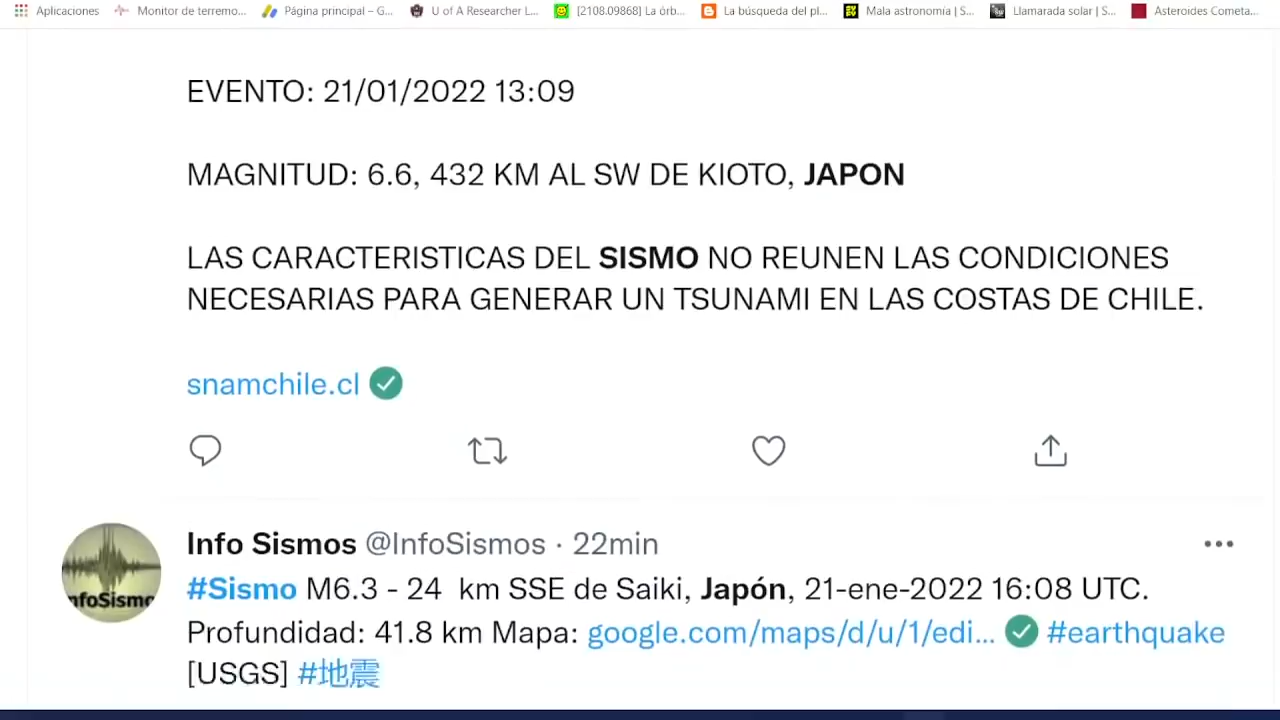 Aplicaciones Monitor de terremo... Página principal – G... U of A Researcher L... [2108.09868] La órb... La búsqueda del pl... Mala astronomía | S... Llamarada solar | S... Asteroides Cometa...
EVENTO: 21/01/2022 13:09
MAGNITUD: 6.6, 432 KM AL SW DE KIOTO, JAPON
LAS CARACTERISTICAS DEL SISMO NO REUNEN LAS CONDICIONES
NECESARIAS PARA GENERAR UN TSUNAMI EN LAS COSTAS DE CHILE.
snamchile.cl
Info Sismos @InfoSismos · 22min
#Sismo M6.3 - 24 km SSE de Saiki, Japón, 21-ene-2022 16:08 UTC.
Profundidad: 41.8 km Mapa: google.com/maps/d/u/1/edi... #earthquake
[USGS] #地震
nfoSismo